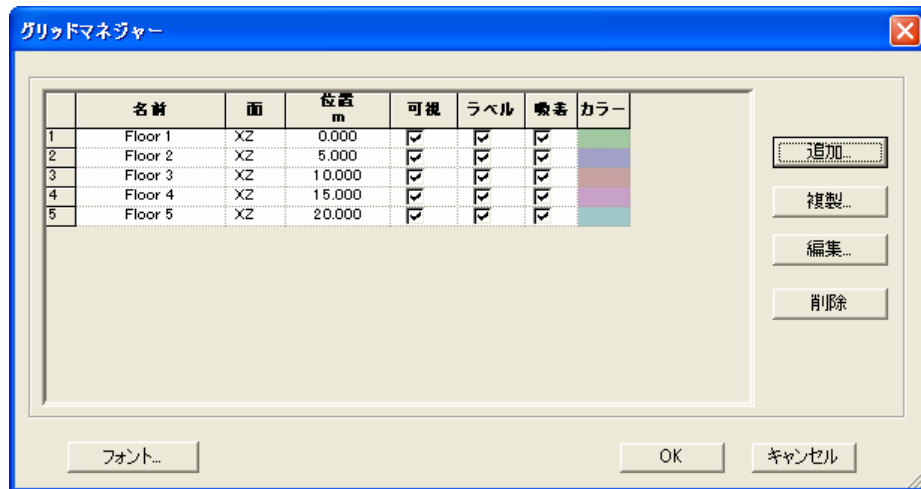 グリッドマネジャー
名前 面 位置 m 可視 ラベル 吸着 カラー
1 Floor 1 XZ 0.000
2 Floor 2 XZ 5.000
3 Floor 3 XZ 10.000
4 Floor 4 XZ 15.000
5 Floor 5 XZ 20.000
追加...
複製...
編集...
削除
フォント...
OK
キャンセル